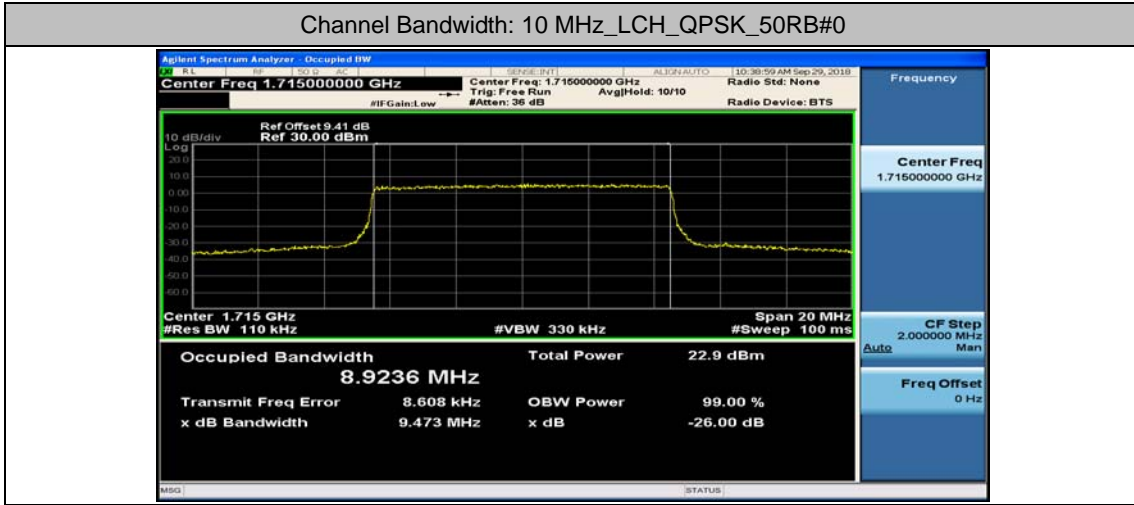 Channel Bandwidth: 10 MHz_LCH_QPSK_50RB#0
Agilent Spectrum Analyzer - Occupied BW
RL RF 50 Ω AC SENSE:INT ALIGN AUTO 10:38:59 AM Sep 29, 2018
Center Freq 1.715000000 GHz
Center Freq: 1.715000000 GHz
Radio Std: None
Trig: Free Run Avg|Hold: 10/10
#IFGain:Low
#Atten: 36 dB
Radio Device: BTS
Ref Offset 9.41 dB
10 dB/div Ref 30.00 dBm
Log
20.0
10.0
0.00
-10.0
-20.0
-30.0
-40.0
-50.0
-60.0
Center 1.715 GHz Span 20 MHz
#Res BW 110 kHz #VBW 330 kHz #Sweep 100 ms
Occupied Bandwidth Total Power 22.9 dBm
8.9236 MHz
Transmit Freq Error 8.608 kHz OBW Power 99.00 %
x dB Bandwidth 9.473 MHz x dB -26.00 dB
Frequency
Center Freq
1.715000000 GHz
CF Step
2.000000 MHz
Auto Man
Freq Offset
0 Hz
MSG STATUS